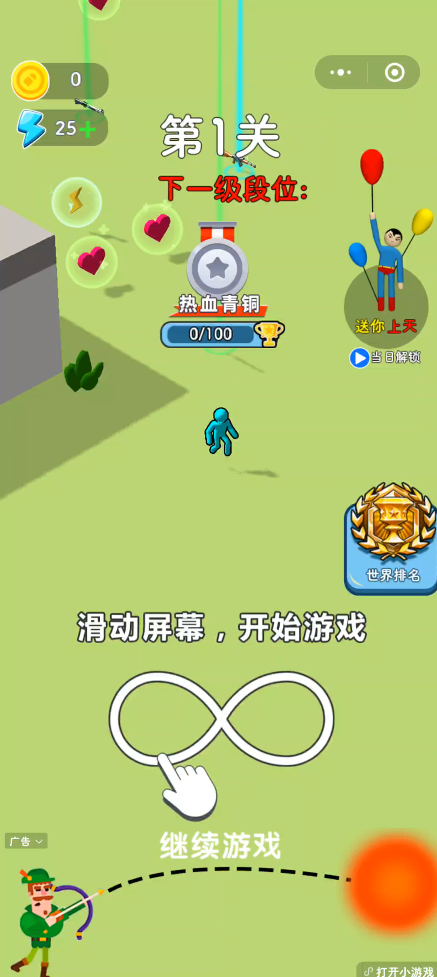 0
25+
第1关
下一级段位:
热血青铜
0/100
送你上天
当日解锁
世界排名
滑动屏幕，开始游戏
广告
继续游戏
打开小游戏